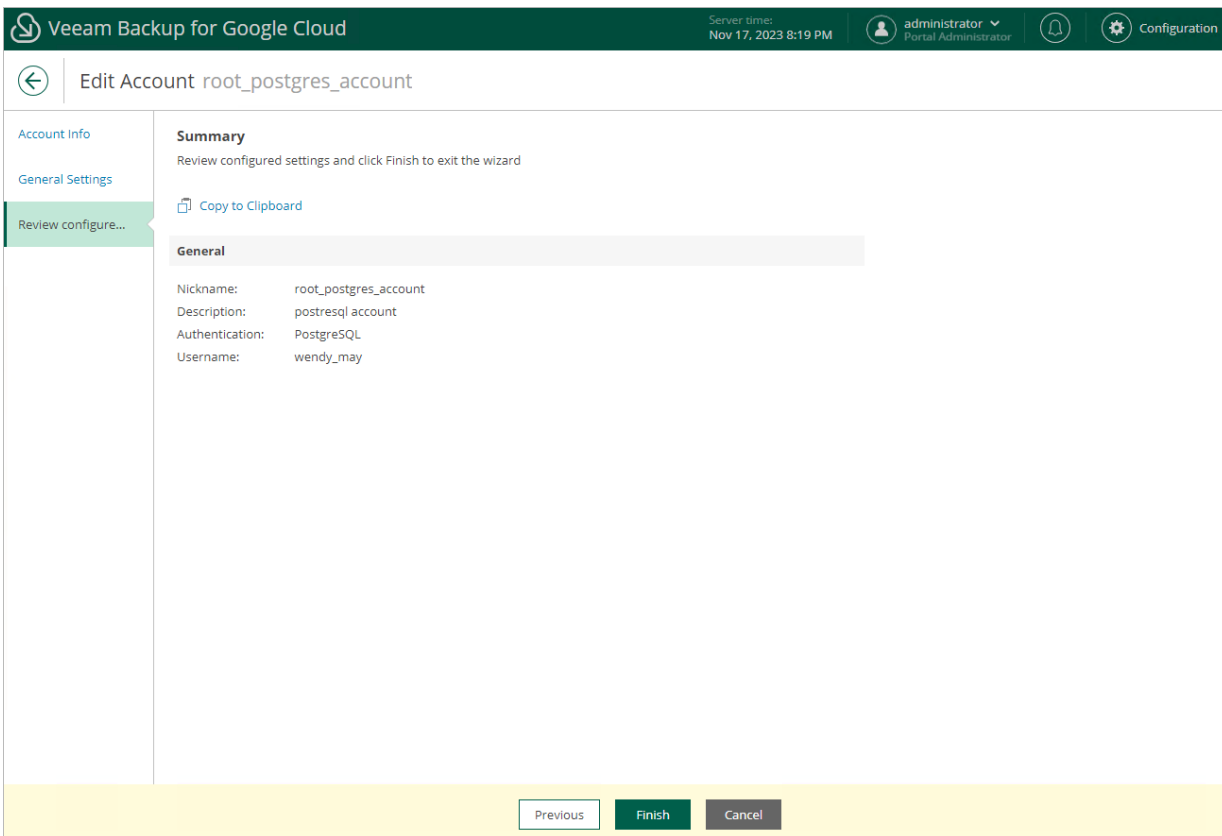 Veeam Backup for Google Cloud
Server time:
Nov 17, 2023 8:19 PM
administrator
Portal Administrator
Configuration
Edit Account root_postgres_account
Account Info
General Settings
Review configure...
Summary
Review configured settings and click Finish to exit the wizard
Copy to Clipboard
General
Nickname: root_postgres_account
Description: postresql account
Authentication: PostgreSQL
Username: wendy_may
Previous Finish Cancel